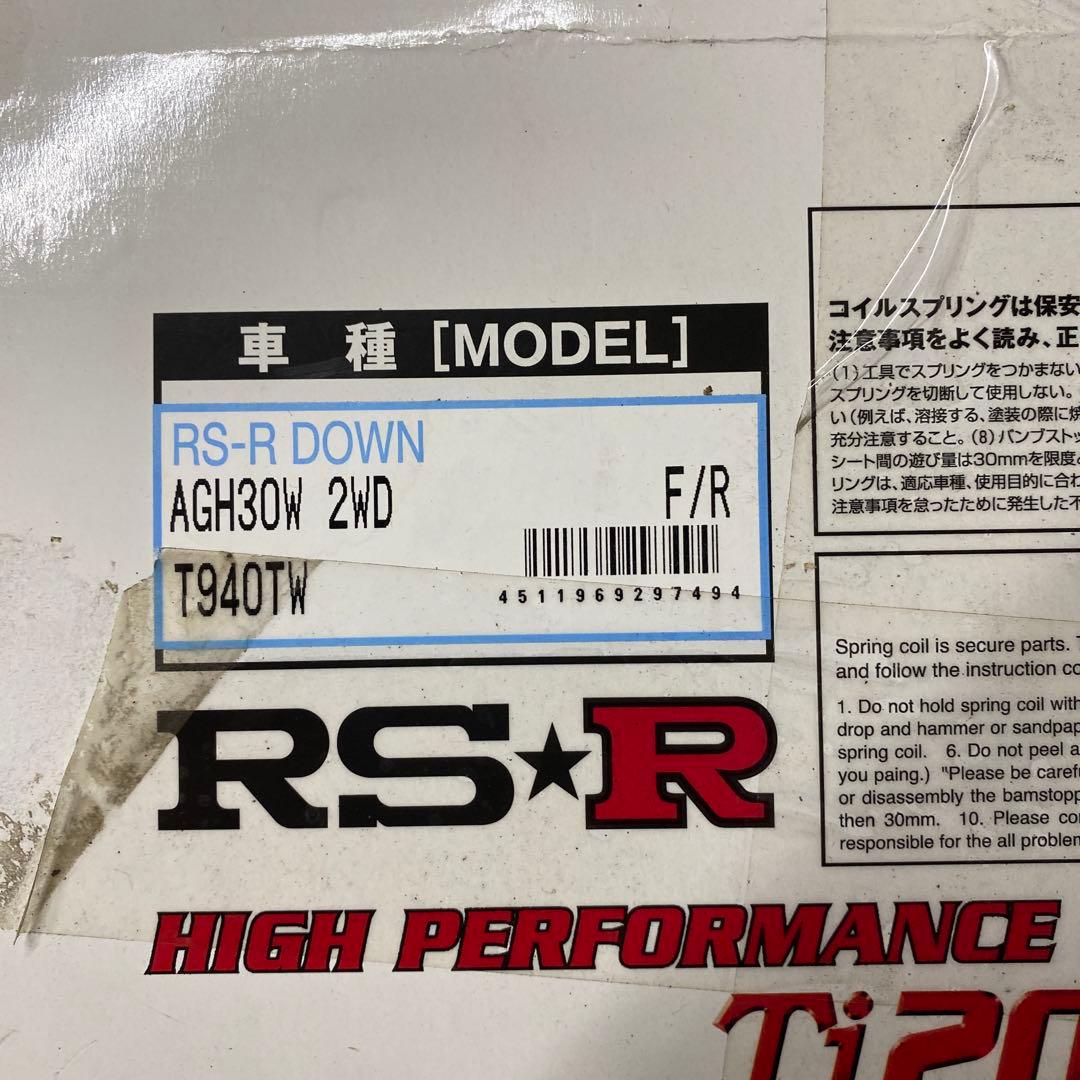 車種 [MODEL]
RS-R DOWN
AGH30W 2WD F/R
T940TW 4511969297494
RS★R
HIGH PERFORMANCE
Ti20
コイルスプリングは保安
注意事項をよく読み、正
(1)工具でスプリングをつかまない
スプリングを切断して使用しない。
い(例えば、溶接する、塗装の際に焼
充分注意すること。(8)バンプストッ
シート間の遊び量は30mmを限度と
リングは、適応車種、使用目的に合わ
注意事項を怠ったために発生した不
Spring coil is secure parts.
and follow the instruction co
1. Do not hold spring coil with
drop and hammer or sandpap
spring coil. 6. Do not peel a
you paing.) "Please be carefu
or disassembly the bamstopp
then 30mm. 10. Please con
responsible for the all problem